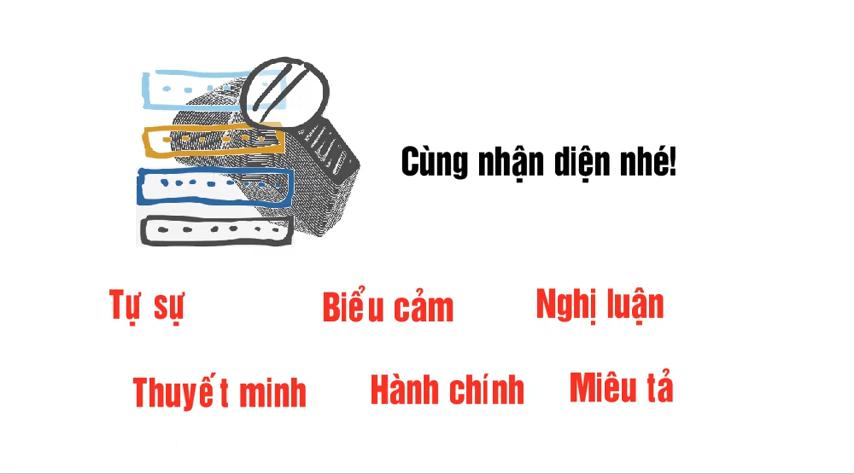 Cùng nhận diện nhé!
Tự sự
Biểu cảm
Nghị luận
Thuyết minh
Hành chính
Miêu tả